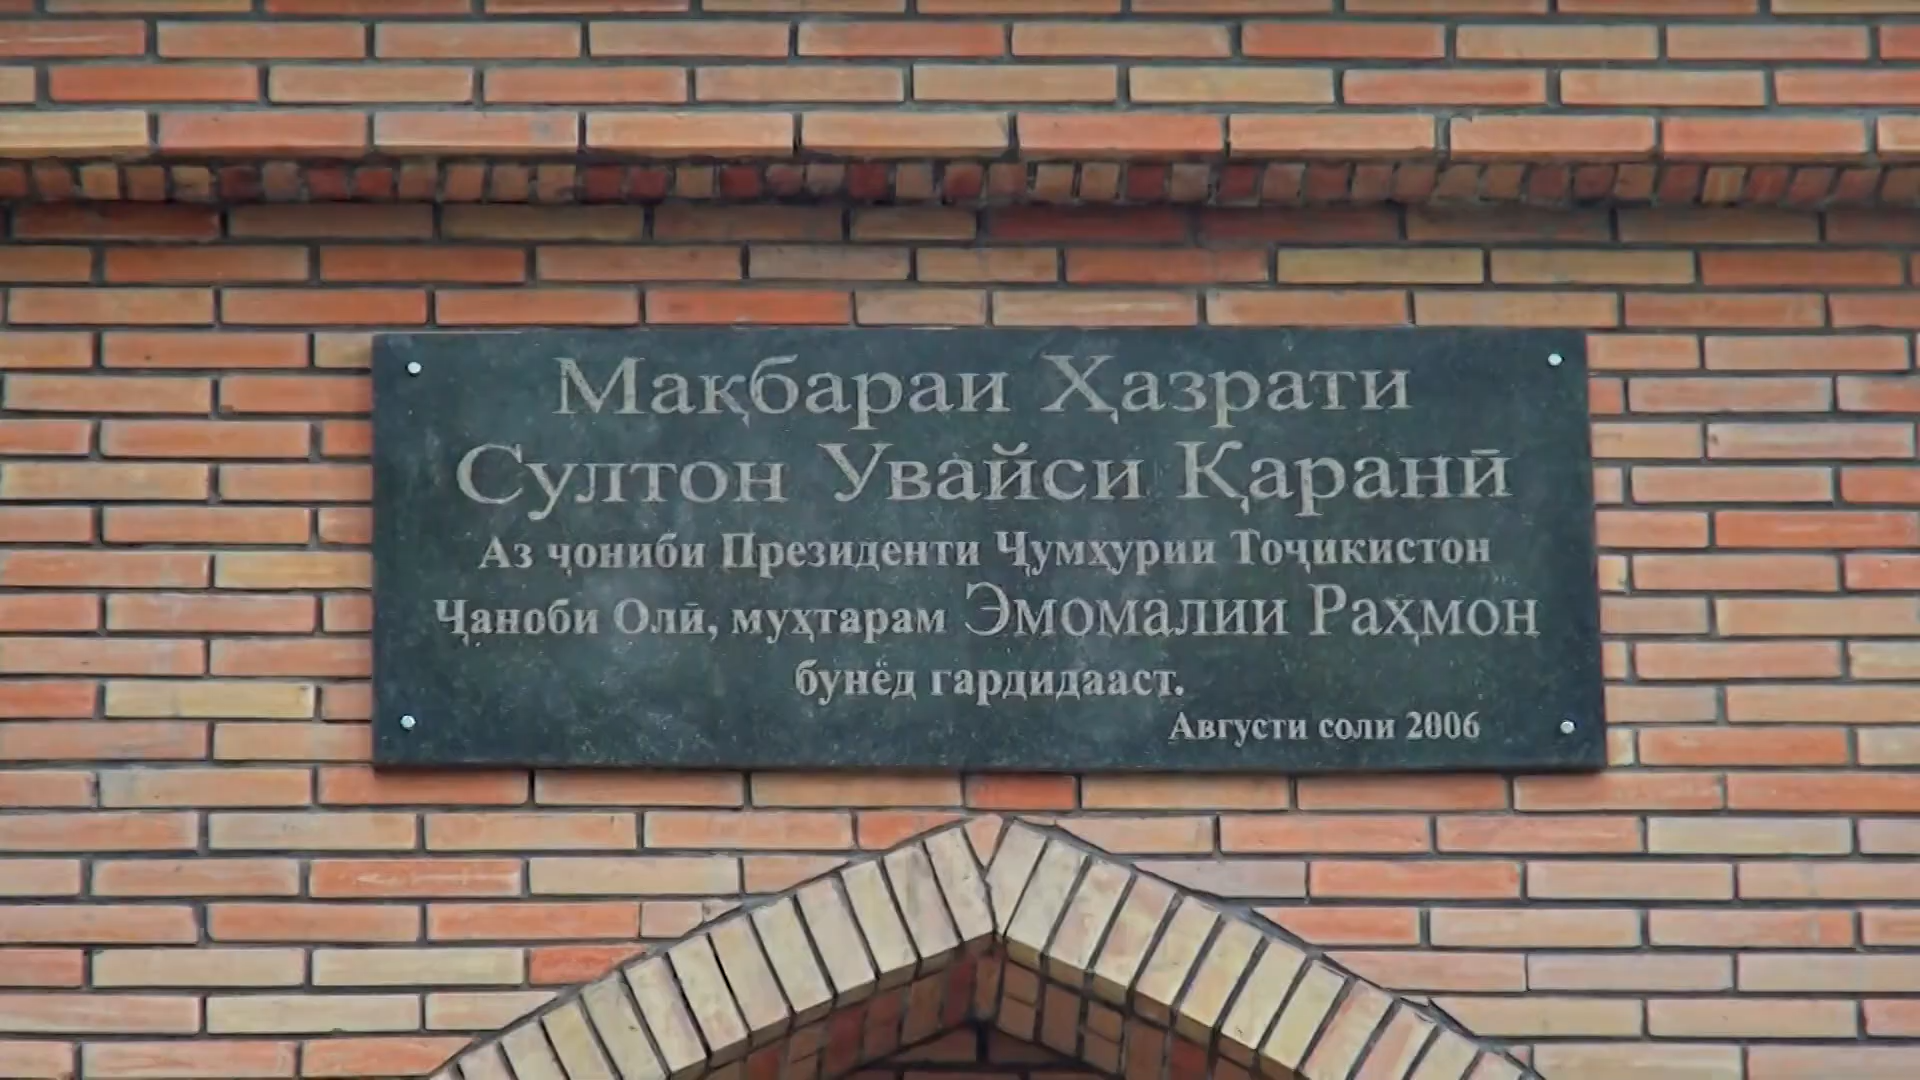 Мақбараи Ҳазрати
Султон Увайси Қаранӣ
Аз ҷониби Президенти Ҷумҳурии Тоҷикистон
Ҷаноби Олӣ, муҳтарам Эмомалии Раҳмон
бунёд гардидааст.
Августи соли 2006